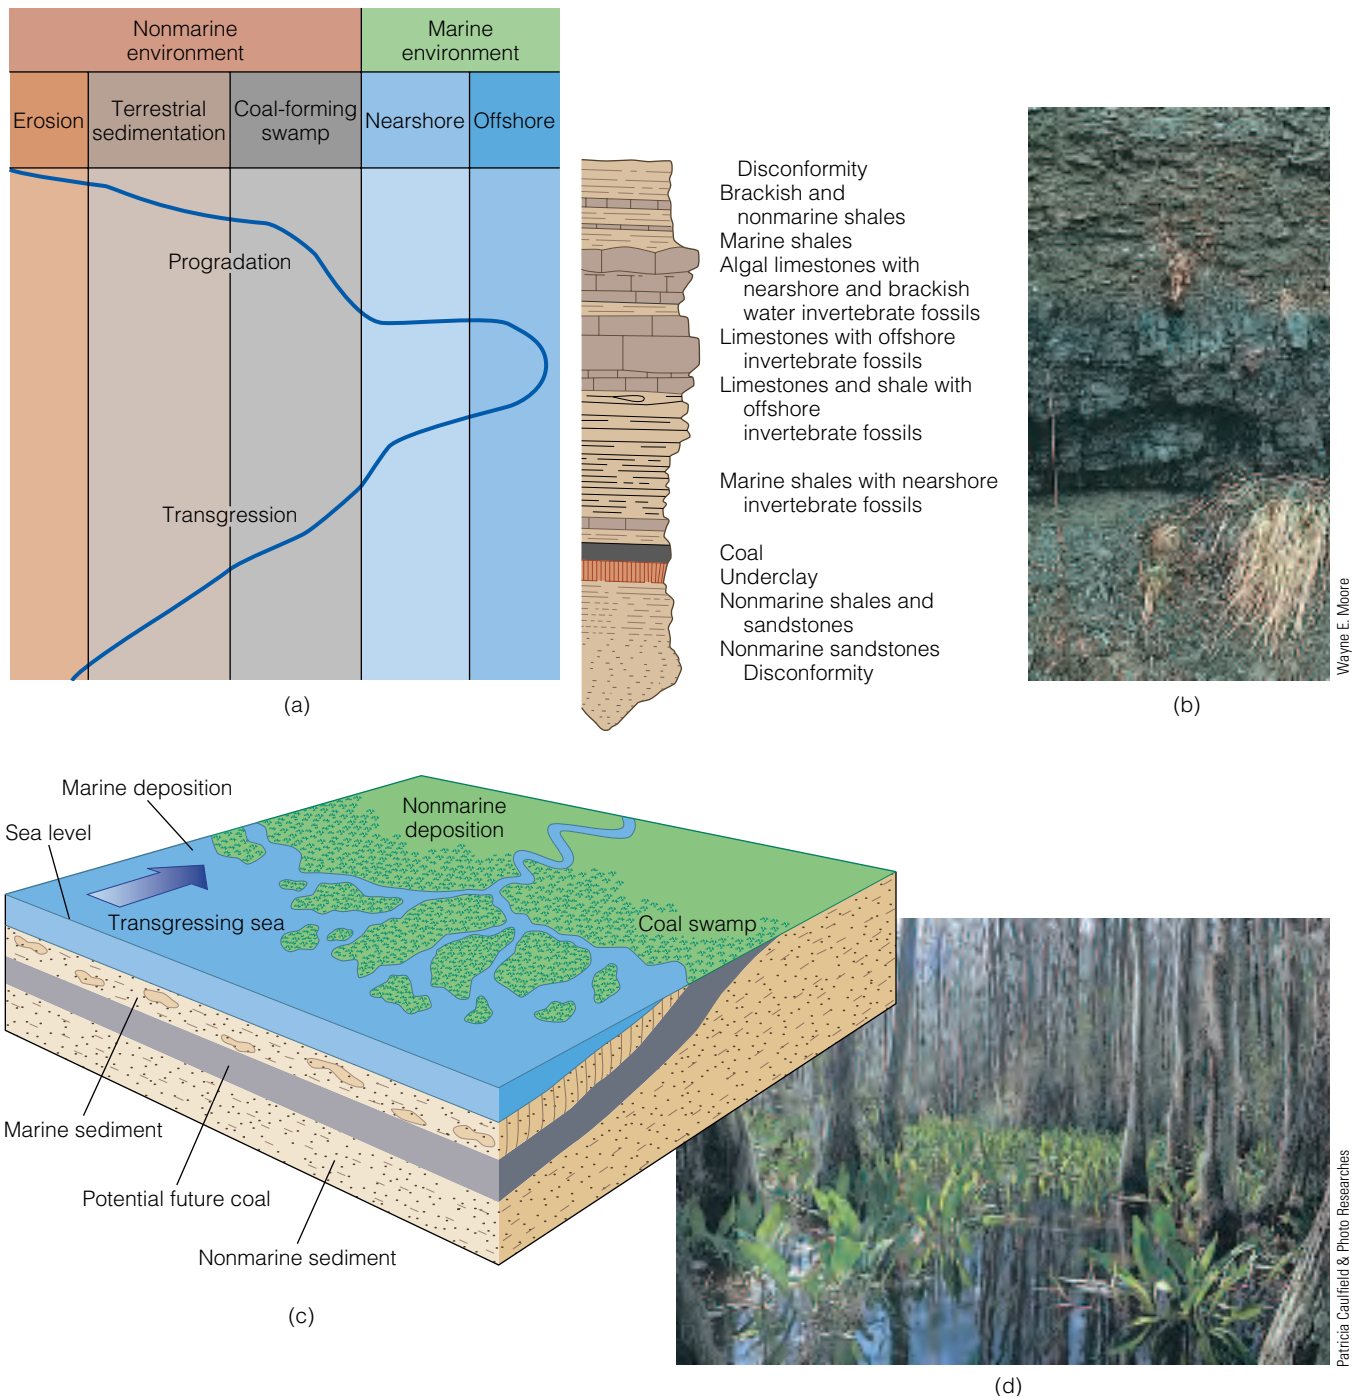 Nonmarine
environment
Marine
environment
Erosion
Terrestrial
sedimentation
Coal-forming
swamp
Nearshore
Offshore
Progradation
Transgression
(a)
Disconformity
Brackish and
nonmarine shales
Marine shales
Algal limestones with
nearshore and brackish
water invertebrate fossils
Limestones with offshore
invertebrate fossils
Limestones and shale with
offshore
invertebrate fossils
Marine shales with nearshore
invertebrate fossils
Coal
Underclay
Nonmarine shales and
sandstones
Nonmarine sandstones
Disconformity
Wayne E. Moore
(b)
Marine deposition
Sea level
Nonmarine
deposition
Transgressing sea
Coal swamp
Marine sediment
Potential future coal
Nonmarine sediment
(c)
Patricia Caulfield & Photo Researches
(d)